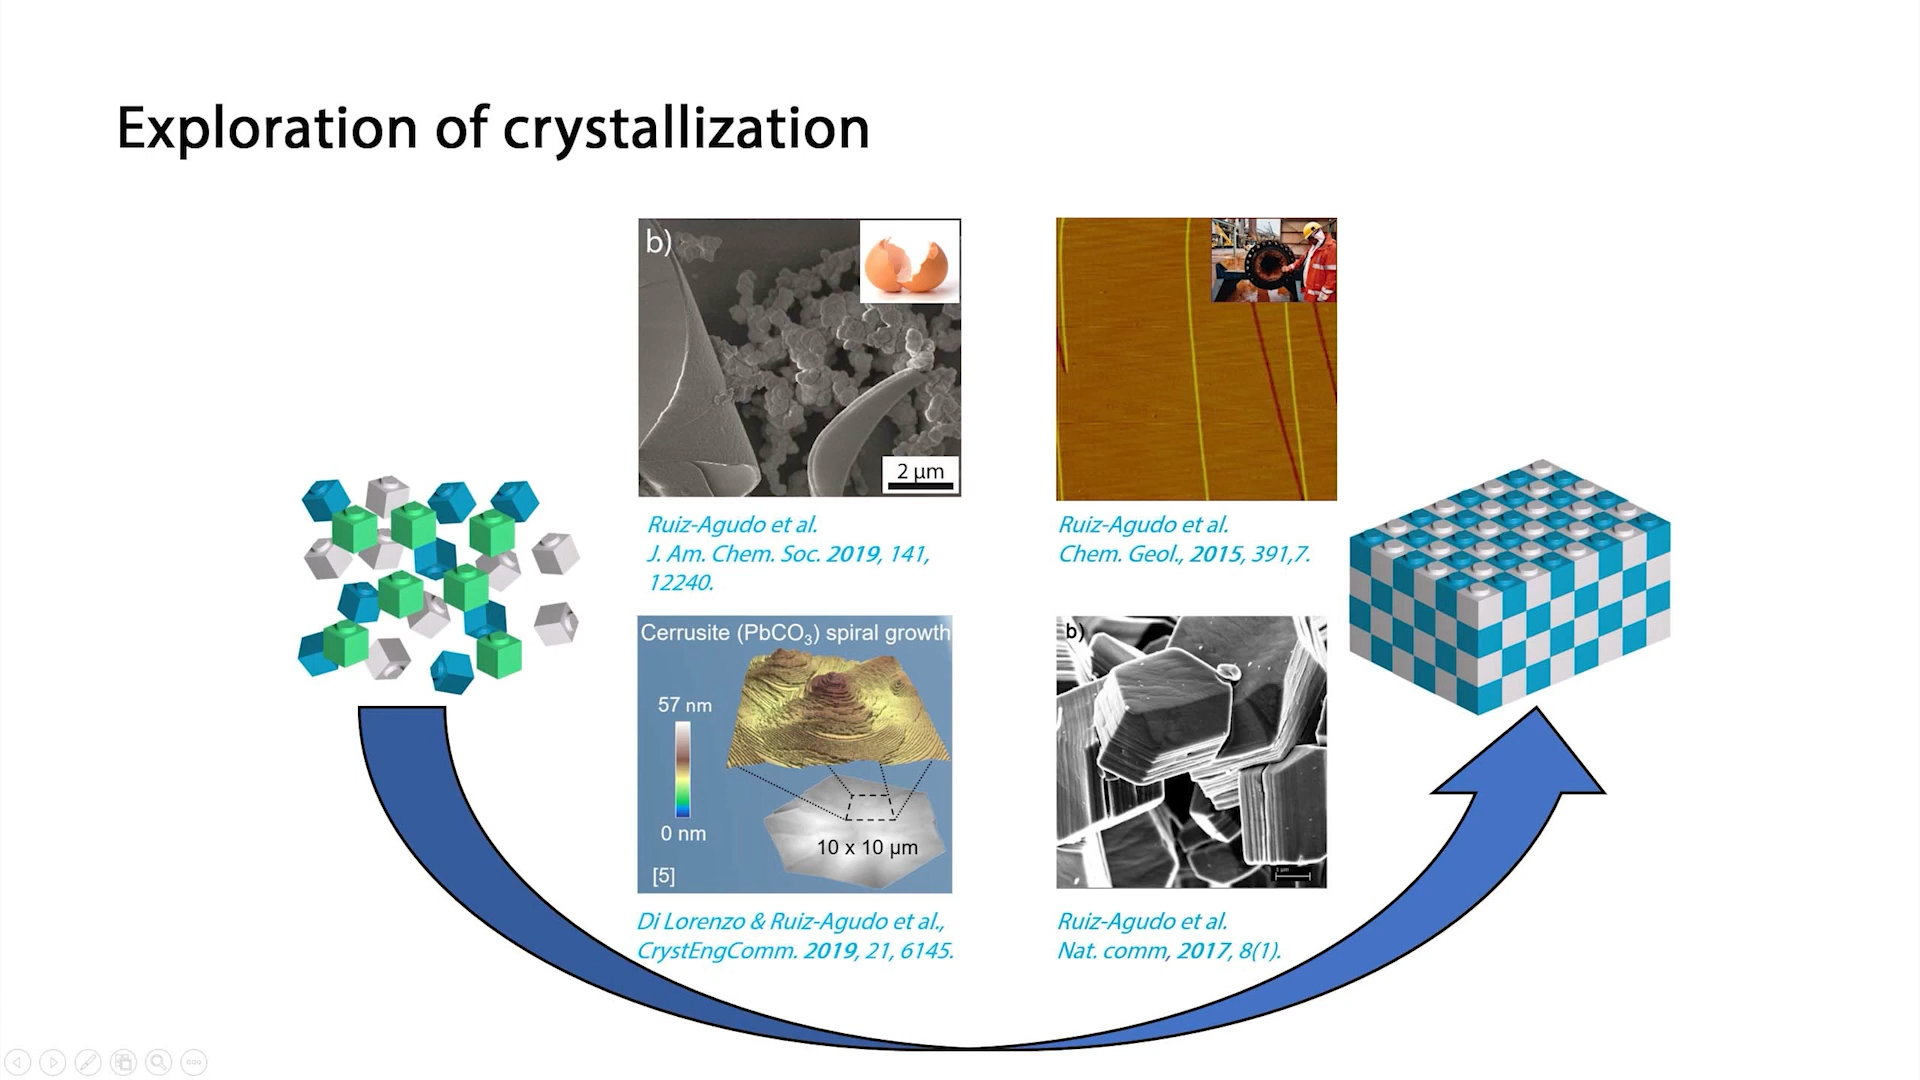 Exploration of crystallization
b)
2 µm
Ruiz-Agudo et al.
J. Am. Chem. Soc. 2019, 141,
12240.
Ruiz-Agudo et al.
Chem. Geol., 2015, 391,7.
Cerrusite (PbCO₃) spiral growth
57 nm
0 nm
10 x 10 µm
[5]
Di Lorenzo & Ruiz-Agudo et al.,
CrystEngComm. 2019, 21, 6145.
b)
1 µm
Ruiz-Agudo et al.
Nat. comm, 2017, 8(1).